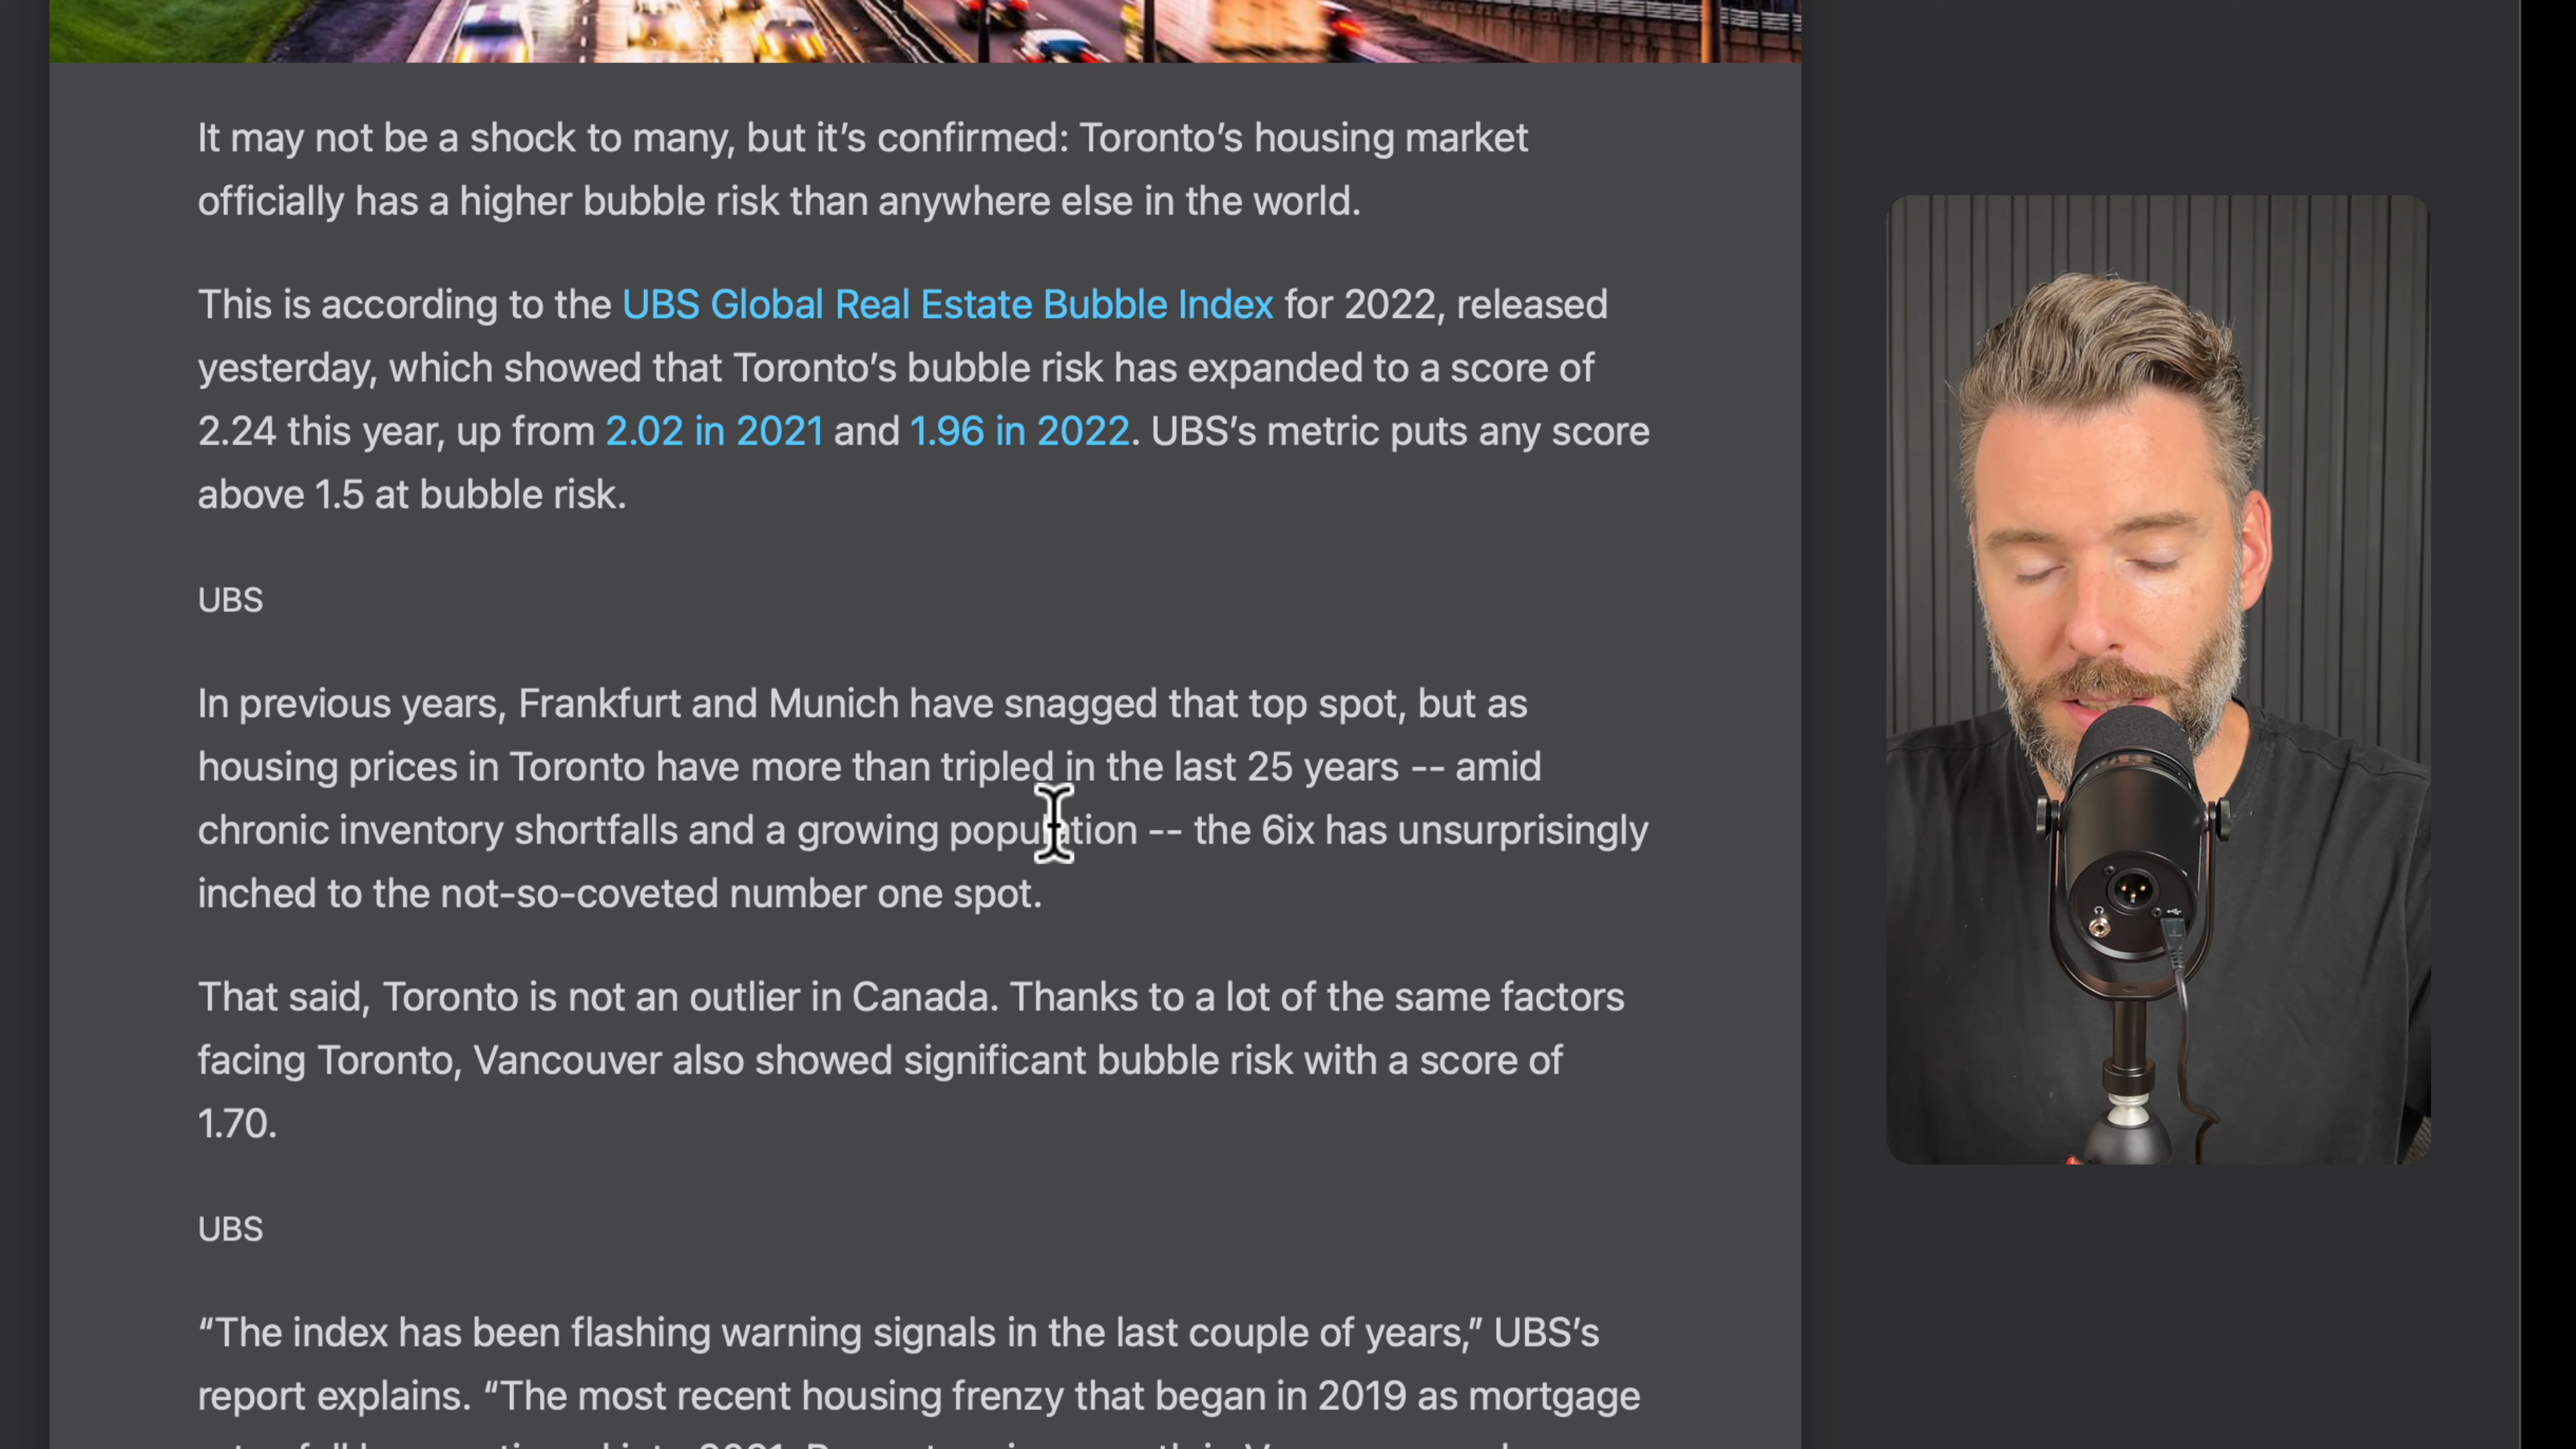 It may not be a shock to many, but it’s confirmed: Toronto’s housing market
officially has a higher bubble risk than anywhere else in the world.
This is according to the UBS Global Real Estate Bubble Index for 2022, released
yesterday, which showed that Toronto’s bubble risk has expanded to a score of
2.24 this year, up from 2.02 in 2021 and 1.96 in 2022. UBS’s metric puts any score
above 1.5 at bubble risk.
UBS
In previous years, Frankfurt and Munich have snagged that top spot, but as
housing prices in Toronto have more than tripled in the last 25 years -- amid
chronic inventory shortfalls and a growing population -- the 6ix has unsurprisingly
inched to the not-so-coveted number one spot.
That said, Toronto is not an outlier in Canada. Thanks to a lot of the same factors
facing Toronto, Vancouver also showed significant bubble risk with a score of
1.70.
UBS
“The index has been flashing warning signals in the last couple of years,” UBS’s
report explains. “The most recent housing frenzy that began in 2019 as mortgage